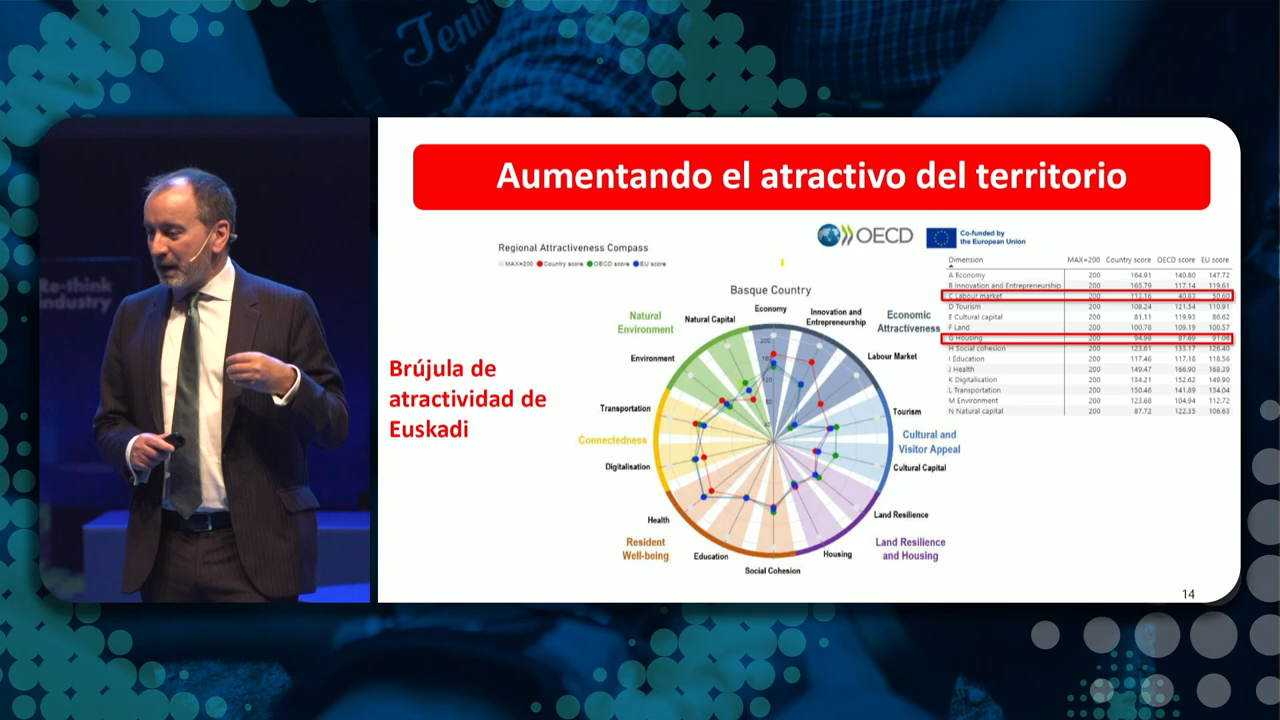 Tenn
Re-think
industry
Aumentando el atractivo del territorio
OECD
Co-funded by
the European Union
Regional Attractiveness Compass
MAX=200 Country score OECD score EU score
Brújula de
atractividad de
Euskadi
Basque Country
Economy
Innovation and
Entrepreneurship
Economic
Attractiveness
Labour Market
Tourism
Cultural and
Visitor Appeal
Cultural Capital
Land Resilience
Land Resilience
and Housing
Housing
Social Cohesion
Education
Resident
Well-being
Health
Digitalisation
Connectedness
Transportation
Environment
Natural
Environment
Natural Capital
200
Dimension MAX=200 Country score OECD score EU score
A Economy 200 164.91 140.80 147.72
B Innovation and Entrepreneurship 200 165.79 117.14 119.61
C Labour market 200 113.16 40.83 50.60
D Tourism 200 108.24 121.54 110.91
E Cultural capital 200 81.11 119.93 86.62
F Land 200 100.78 109.19 100.57
G Housing 200 94.98 87.69 91.06
H Social cohesion 200 123.61 133.17 126.40
I Education 200 117.46 117.18 118.56
J Health 200 149.47 166.90 168.39
K Digitalisation 200 134.21 152.62 149.90
L Transportation 200 150.46 141.89 134.04
M Environment 200 123.68 104.94 112.72
N Natural capital 200 87.72 122.35 106.63
14